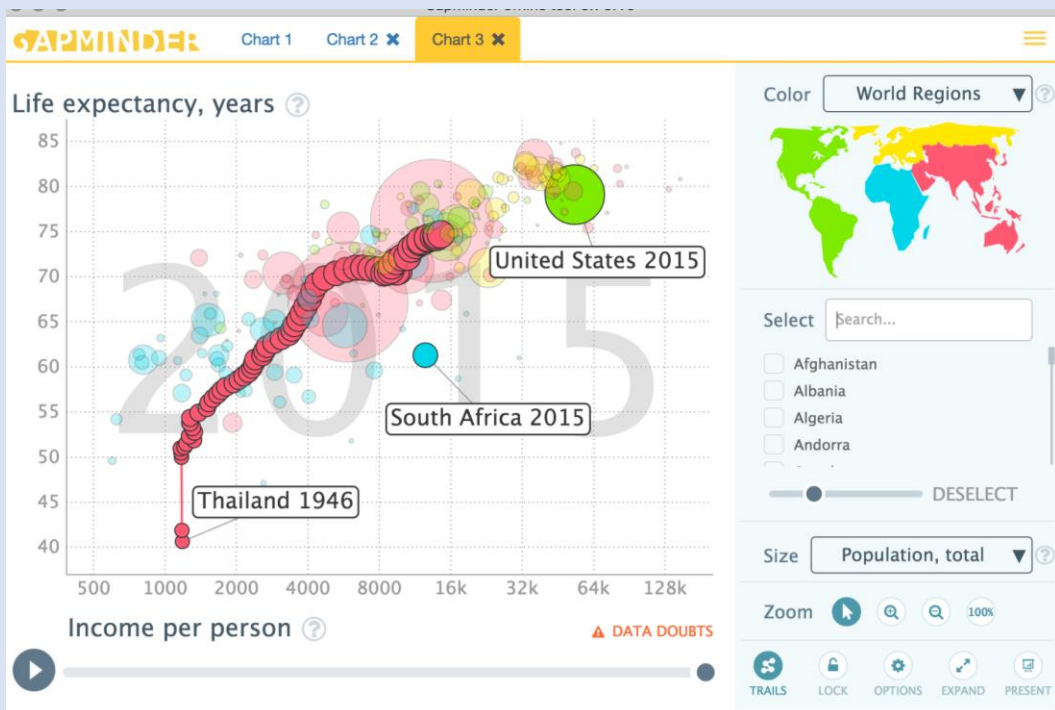 GAPMINDER
Chart 1
Chart 2 ✖
Chart 3 ✖
Life expectancy, years ?
85
80
75
70
65
60
55
50
45
40
2015
United States 2015
South Africa 2015
Thailand 1946
500 1000 2000 4000 8000 16k 32k 64k 128k
Income per person ?
DATA DOUBTS
Color World Regions ▼ ?
Select Search...
Afghanistan
Albania
Algeria
Andorra
DESELECT
Size Population, total ▼ ?
Zoom 100%
TRAILS LOCK OPTIONS EXPAND PRESENT